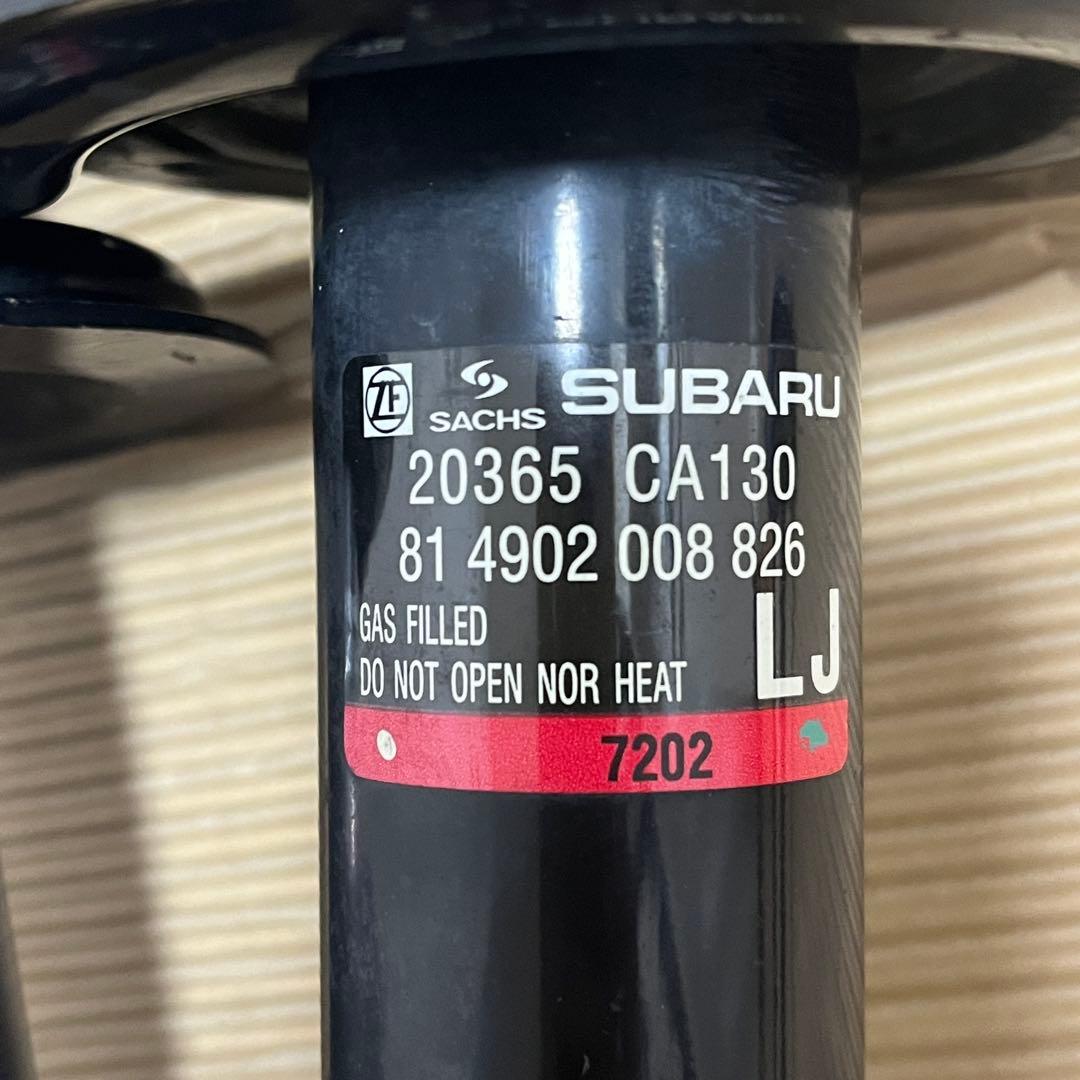 ZF SACHS SUBARU
20365 CA130
81 4902 008 826
GAS FILLED
DO NOT OPEN NOR HEAT LJ
7202